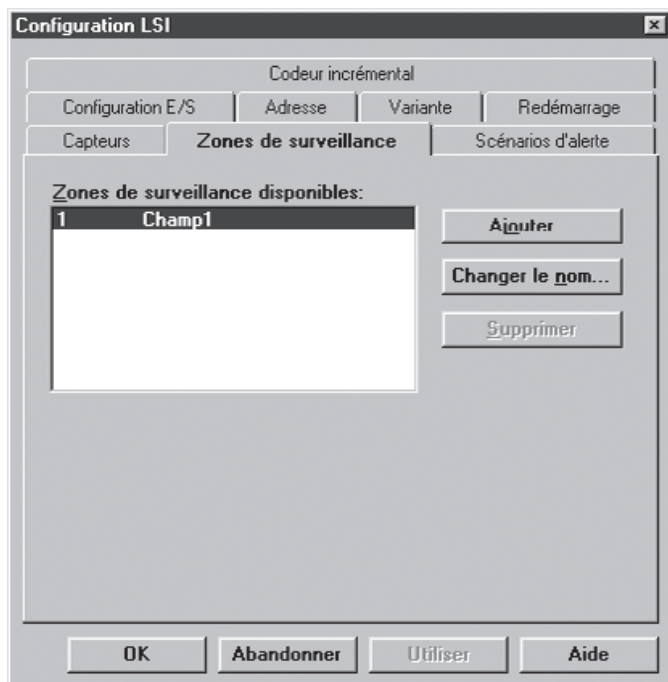 Configuration LSI
Codeur incrémental
Configuration E/S Adresse Variante Redémarrage
Capteurs Zones de surveillance Scénarios d'alerte
Zones de surveillance disponibles:
1 Champ1
Ajouter
Changer le nom...
Supprimer
OK Abandonner Utiliser Aide